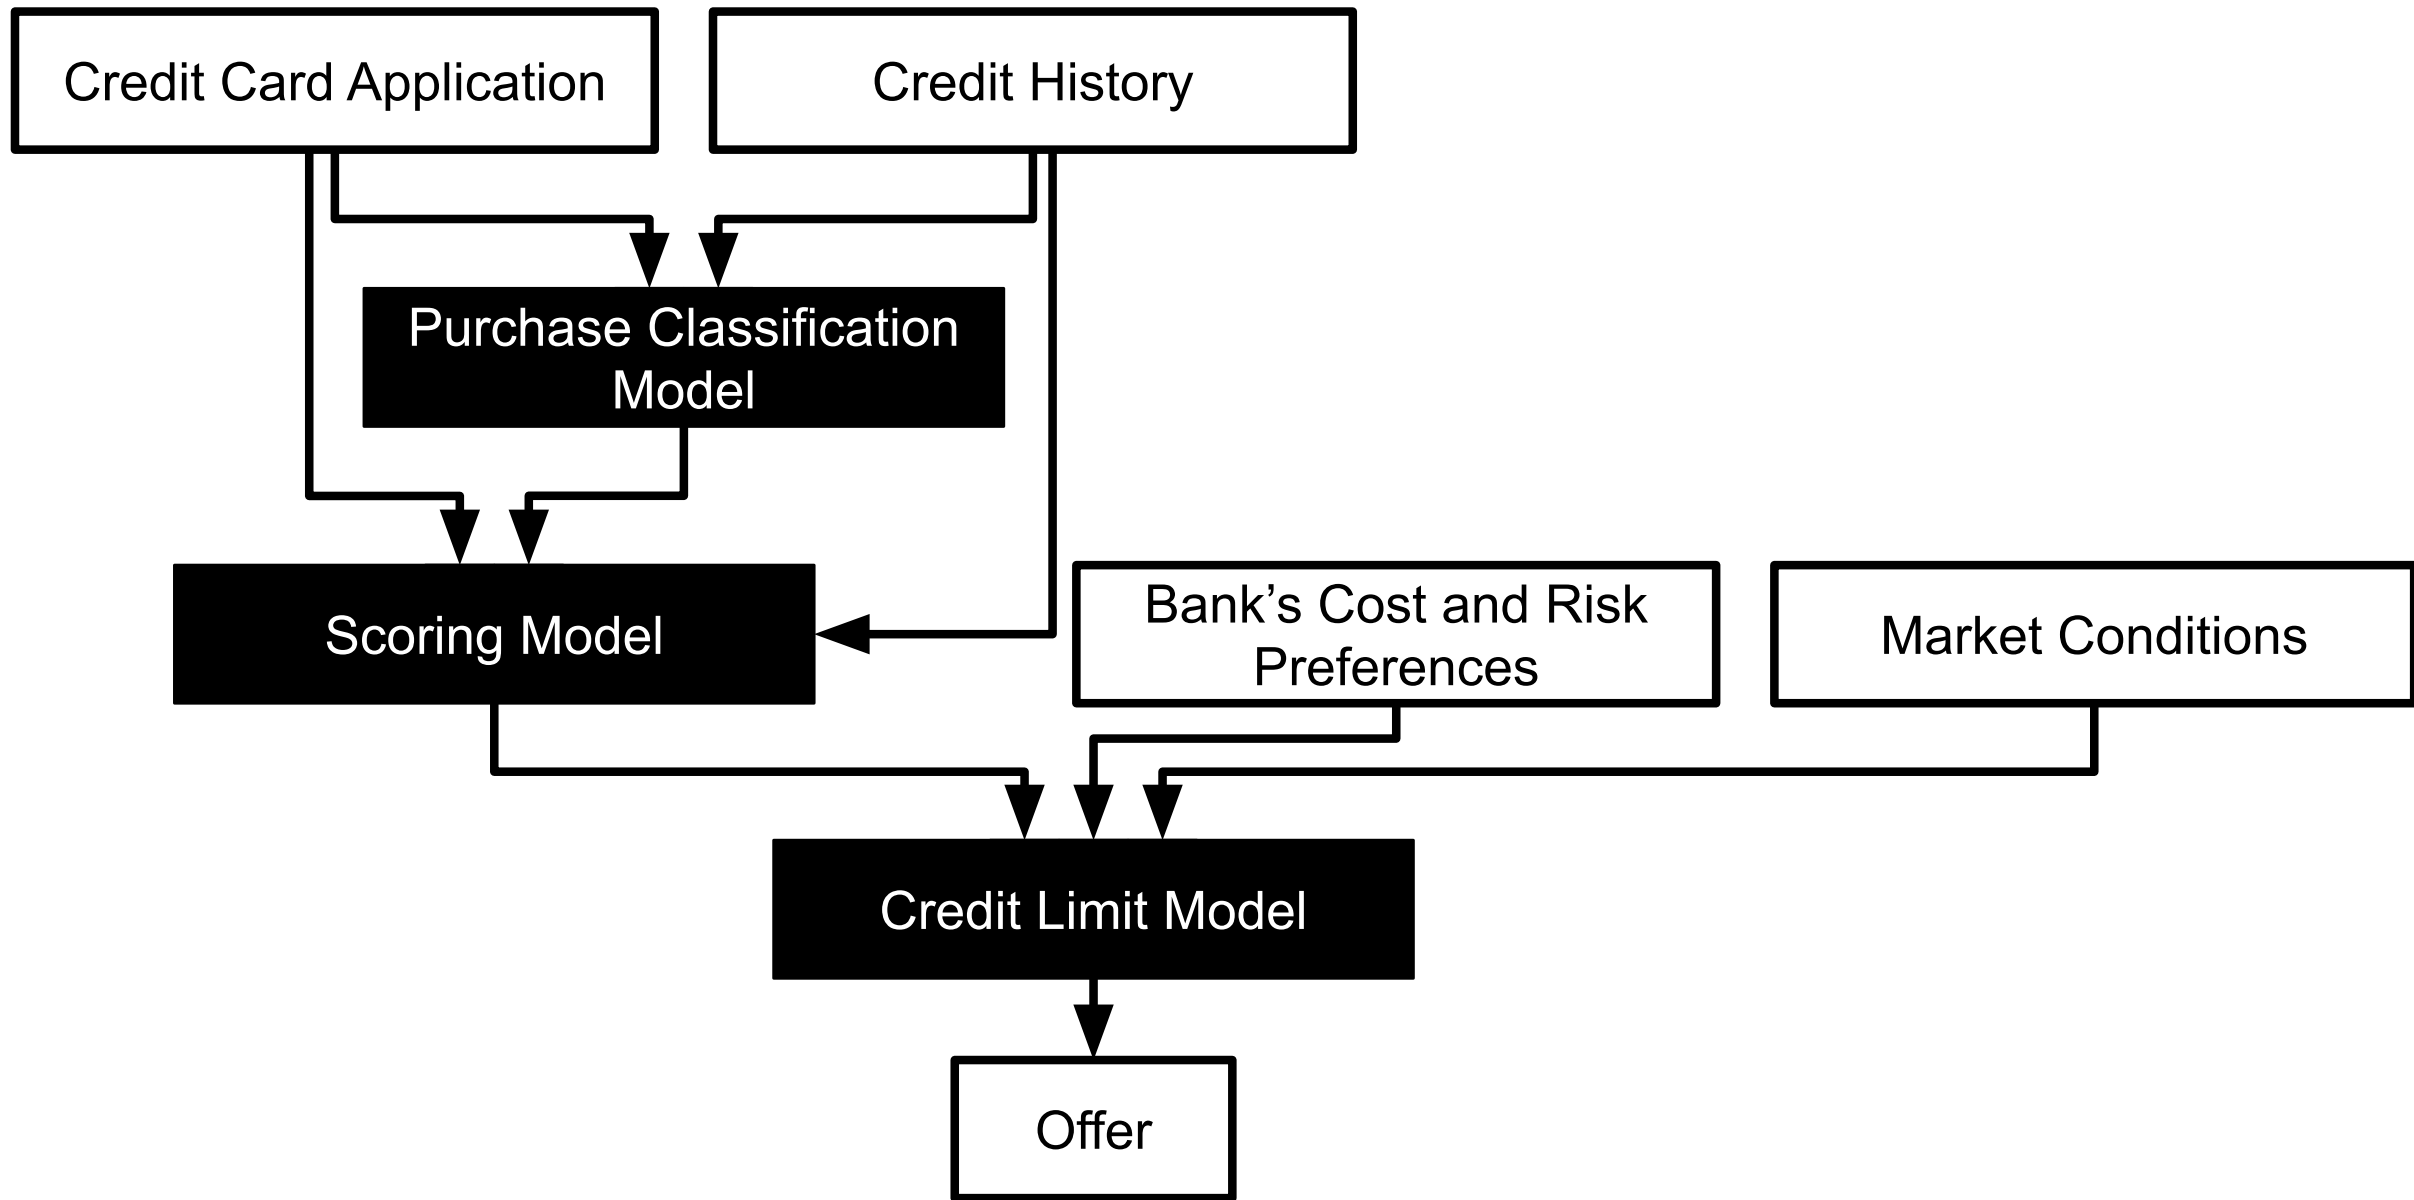 Credit Card Application
Credit History
Purchase Classification
Model
Scoring Model
Bank’s Cost and Risk
Preferences
Market Conditions
Credit Limit Model
Offer